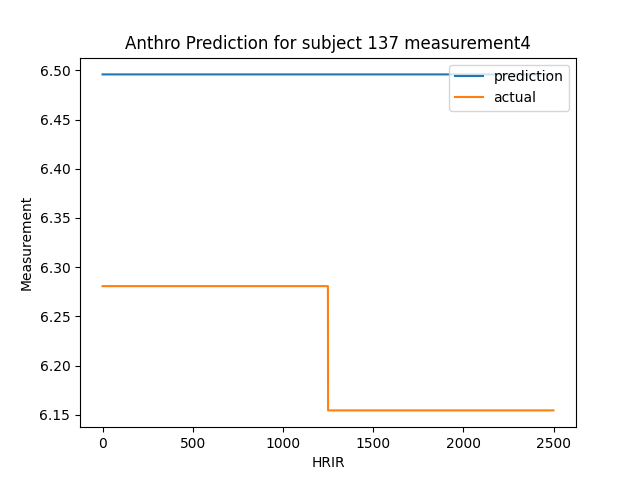 Anthro Prediction for subject 137 measurement4
prediction
actual
Measurement
6.50
6.45
6.40
6.35
6.30
6.25
6.20
6.15
0 500 1000 1500 2000 2500
HRIR